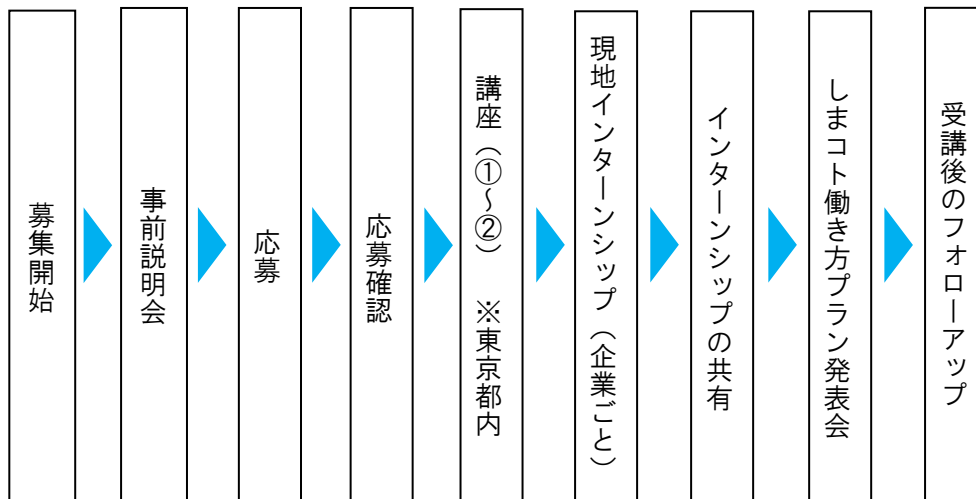 募集開始
事前説明会
応募
応募確認
講座（①～②）　※東京都内
現地インターンシップ（企業ごと）
インターンシップの共有
しまコト働き方プラン発表会
受講後のフォローアップ